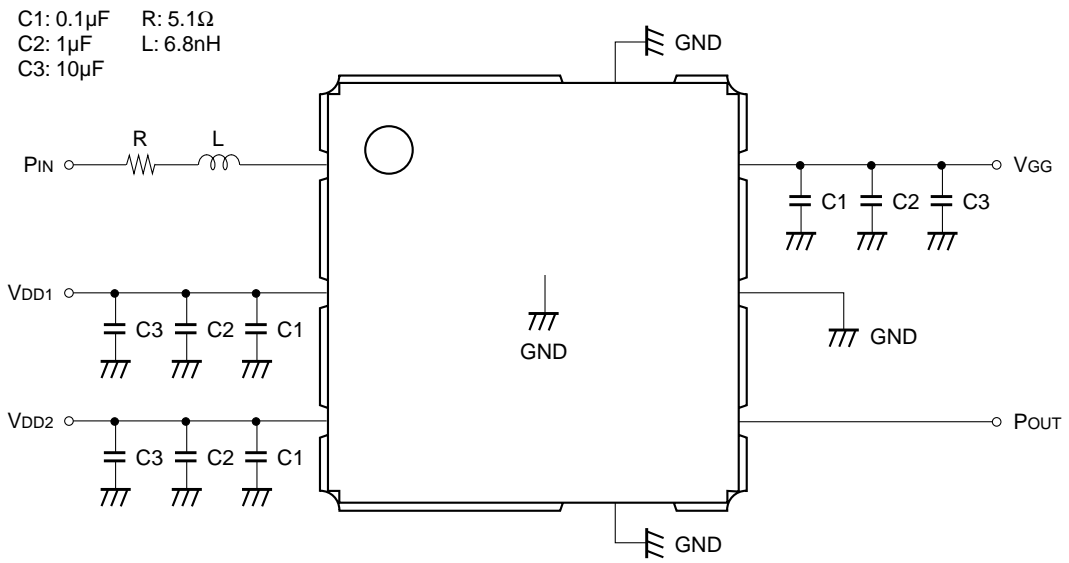 C1: 0.1µF R: 5.1Ω
C2: 1µF L: 6.8nH
C3: 10µF
GND
R L
PIN
VGG
C1 C2 C3
VDD1
C3 C2 C1
GND
GND
VDD2
POUT
C3 C2 C1
GND